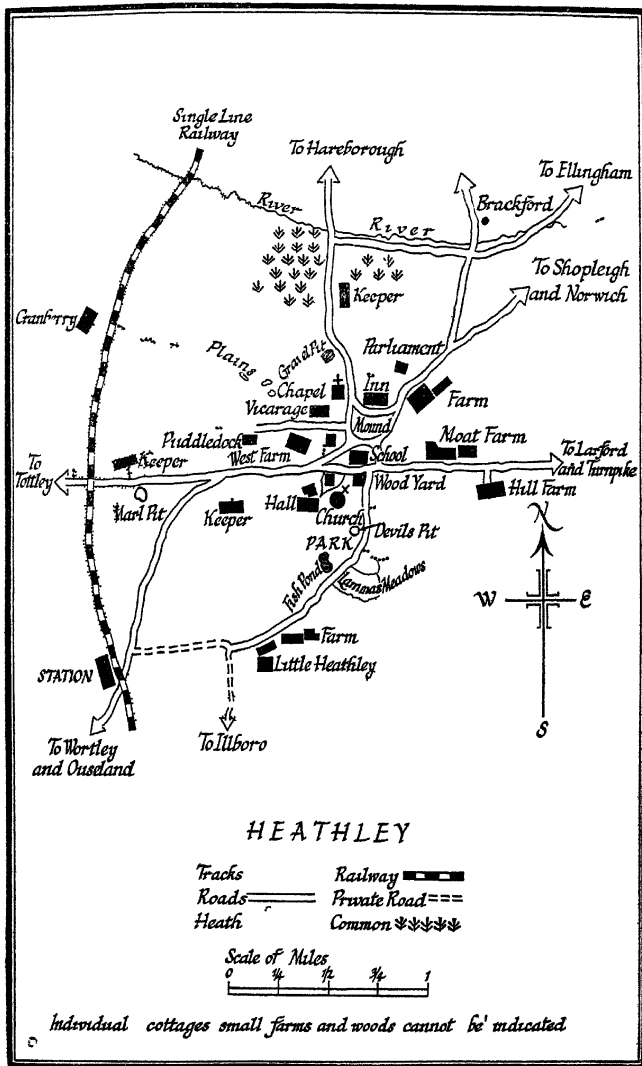 Single Line
Railway
To Hareborough
To Ellingham
Brackford
River
River
To Shopleigh
and Norwich
Keeper
Cranberry
Plains
Gravel Pit
Parliament
Chapel
Inn
Vicarage
Farm
Mound
Puddledock
West Farm
Moat Farm
School
Keeper
To
Tottley
To Larford
and Turnpike
Wood Yard
Marl Pit
Keeper
Hall
Church
Hill Farm
Devils Pit
PARK
Fish Pond
Lammas Meadows
N
W
E
S
Farm
Little Heathley
STATION
To Wortley
and Ouseland
To Illboro
HEATHLEY
Tracks
Railway
Roads
Private Road
Heath
Common
Scale of Miles
0 1/4 1/2 3/4 1
Individual cottages small farms and woods cannot be indicated